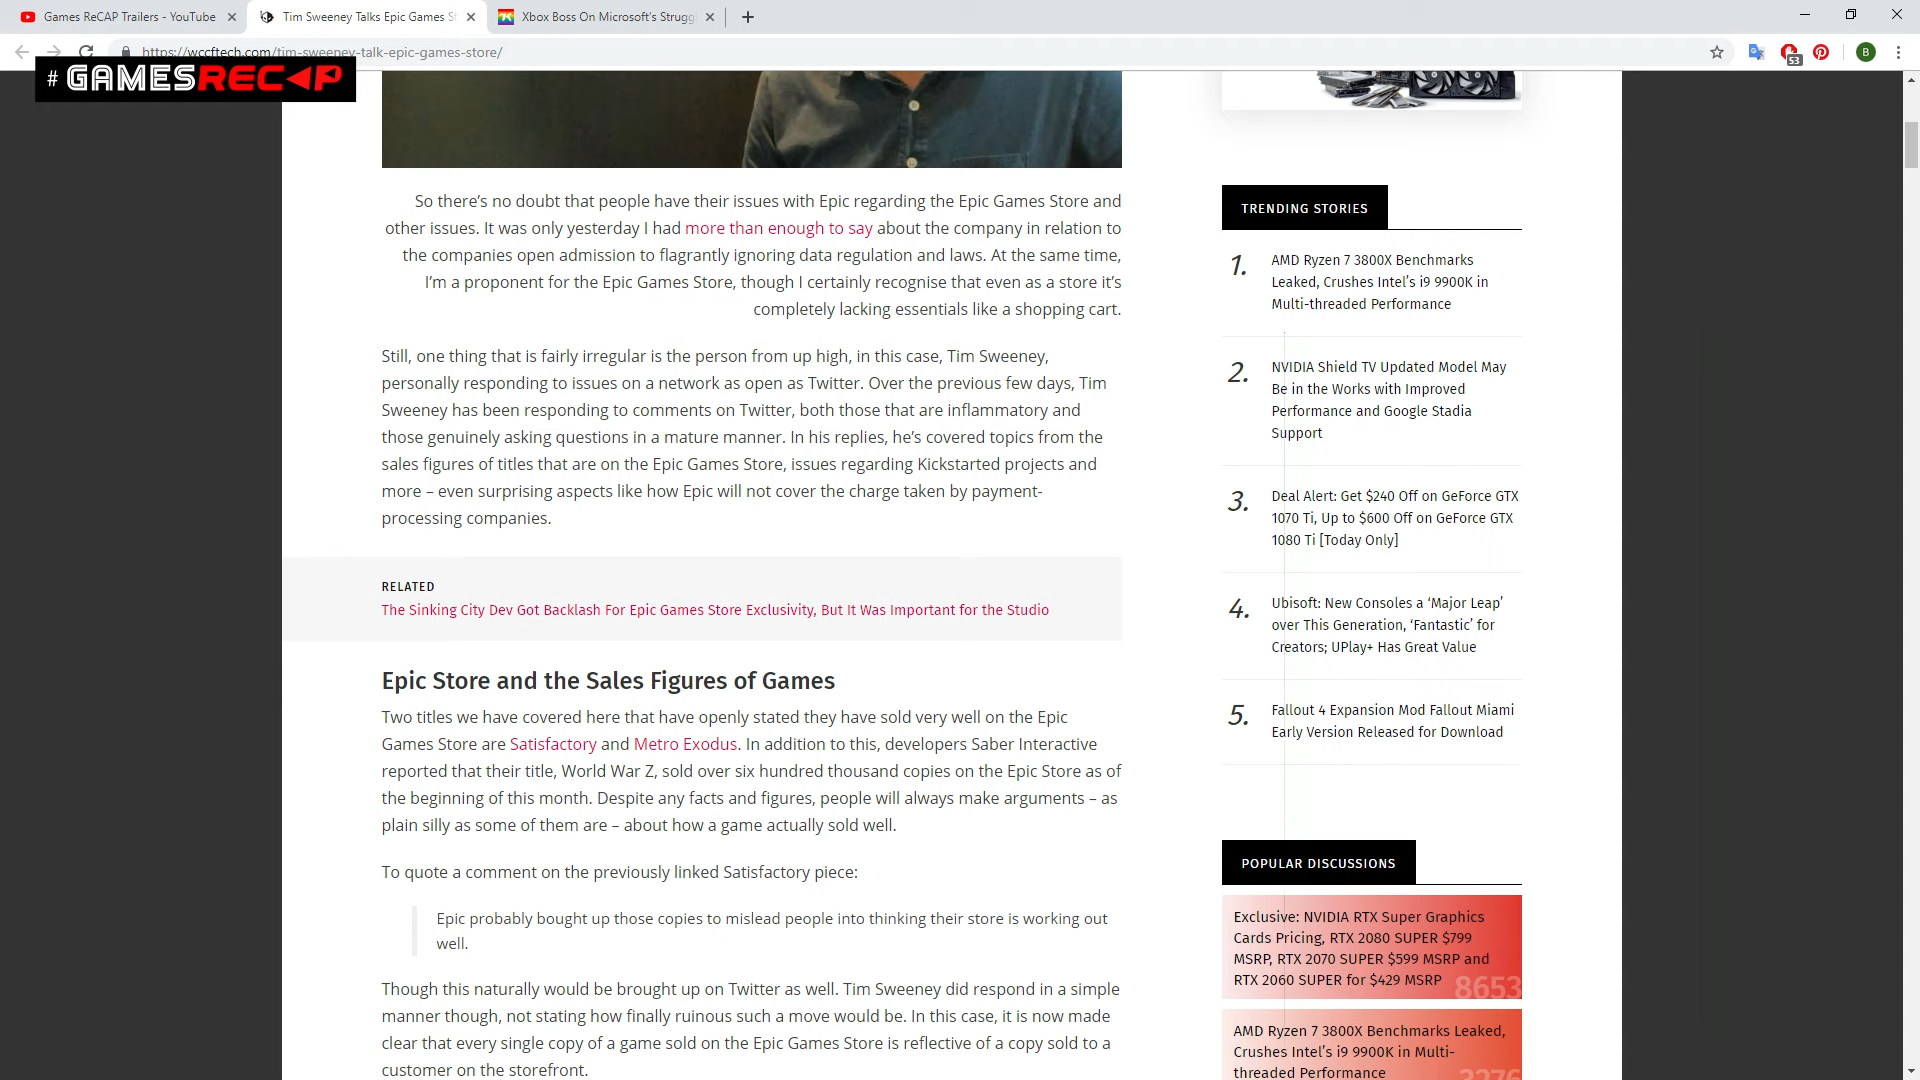 Games ReCAP Trailers - YouTube
Tim Sweeney Talks Epic Games St
Xbox Boss On Microsoft's Strugg
https://wccftech.com/tim-sweeney-talk-epic-games-store/
53
B
# GAMESRECAP
So there's no doubt that people have their issues with Epic regarding the Epic Games Store and
other issues. It was only yesterday I had more than enough to say about the company in relation to
the companies open admission to flagrantly ignoring data regulation and laws. At the same time,
I'm a proponent for the Epic Games Store, though I certainly recognise that even as a store it's
completely lacking essentials like a shopping cart.
Still, one thing that is fairly irregular is the person from up high, in this case, Tim Sweeney,
personally responding to issues on a network as open as Twitter. Over the previous few days, Tim
Sweeney has been responding to comments on Twitter, both those that are inflammatory and
those genuinely asking questions in a mature manner. In his replies, he's covered topics from the
sales figures of titles that are on the Epic Games Store, issues regarding Kickstarted projects and
more – even surprising aspects like how Epic will not cover the charge taken by payment-
processing companies.
RELATED
The Sinking City Dev Got Backlash For Epic Games Store Exclusivity, But It Was Important for the Studio
Epic Store and the Sales Figures of Games
Two titles we have covered here that have openly stated they have sold very well on the Epic
Games Store are Satisfactory and Metro Exodus. In addition to this, developers Saber Interactive
reported that their title, World War Z, sold over six hundred thousand copies on the Epic Store as of
the beginning of this month. Despite any facts and figures, people will always make arguments – as
plain silly as some of them are – about how a game actually sold well.
To quote a comment on the previously linked Satisfactory piece:
Epic probably bought up those copies to mislead people into thinking their store is working out
well.
Though this naturally would be brought up on Twitter as well. Tim Sweeney did respond in a simple
manner though, not stating how finally ruinous such a move would be. In this case, it is now made
clear that every single copy of a game sold on the Epic Games Store is reflective of a copy sold to a
customer on the storefront.
TRENDING STORIES
1.
AMD Ryzen 7 3800X Benchmarks
Leaked, Crushes Intel's i9 9900K in
Multi-threaded Performance
2.
NVIDIA Shield TV Updated Model May
Be in the Works with Improved
Performance and Google Stadia
Support
3.
Deal Alert: Get $240 Off on GeForce GTX
1070 Ti, Up to $600 Off on GeForce GTX
1080 Ti [Today Only]
4.
Ubisoft: New Consoles a 'Major Leap'
over This Generation, 'Fantastic' for
Creators; UPlay+ Has Great Value
5.
Fallout 4 Expansion Mod Fallout Miami
Early Version Released for Download
POPULAR DISCUSSIONS
Exclusive: NVIDIA RTX Super Graphics
Cards Pricing, RTX 2080 SUPER $799
MSRP, RTX 2070 SUPER $599 MSRP and
RTX 2060 SUPER for $429 MSRP
8653
AMD Ryzen 7 3800X Benchmarks Leaked,
Crushes Intel's i9 9900K in Multi-
threaded Performance
3276